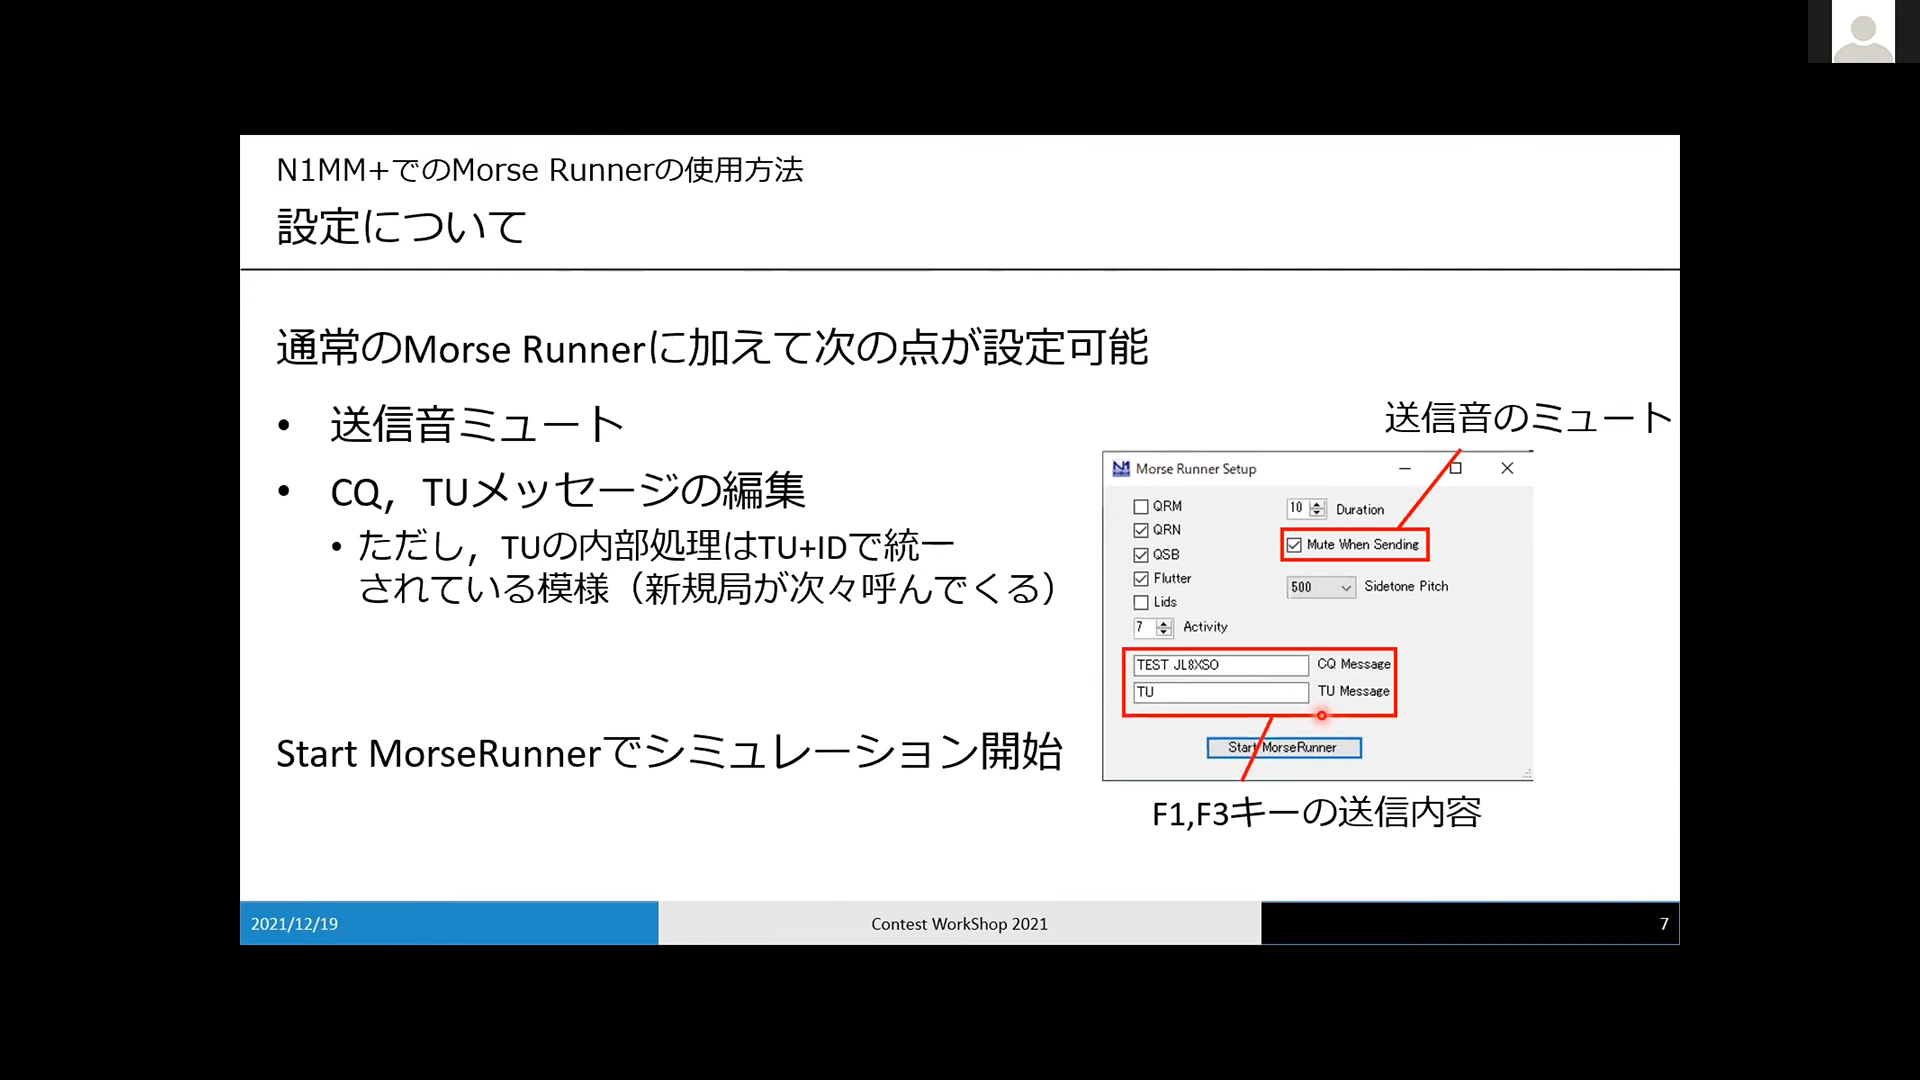 N1MM+でのMorse Runnerの使用方法
設定について
通常のMorse Runnerに加えて次の点が設定可能
• 送信音ミュート
• CQ，TUメッセージの編集
• ただし，TUの内部処理はTU+IDで統一
されている模様（新規局が次々呼んでくる）
Start MorseRunnerでシミュレーション開始
送信音のミュート
N1 Morse Runner Setup
QRM
QRN
QSB
Flutter
Lids
7 Activity
10 Duration
Mute When Sending
500 Sidetone Pitch
TEST JL8XSO CQ Message
TU TU Message
Start MorseRunner
F1,F3キーの送信内容
2021/12/19
Contest WorkShop 2021
7